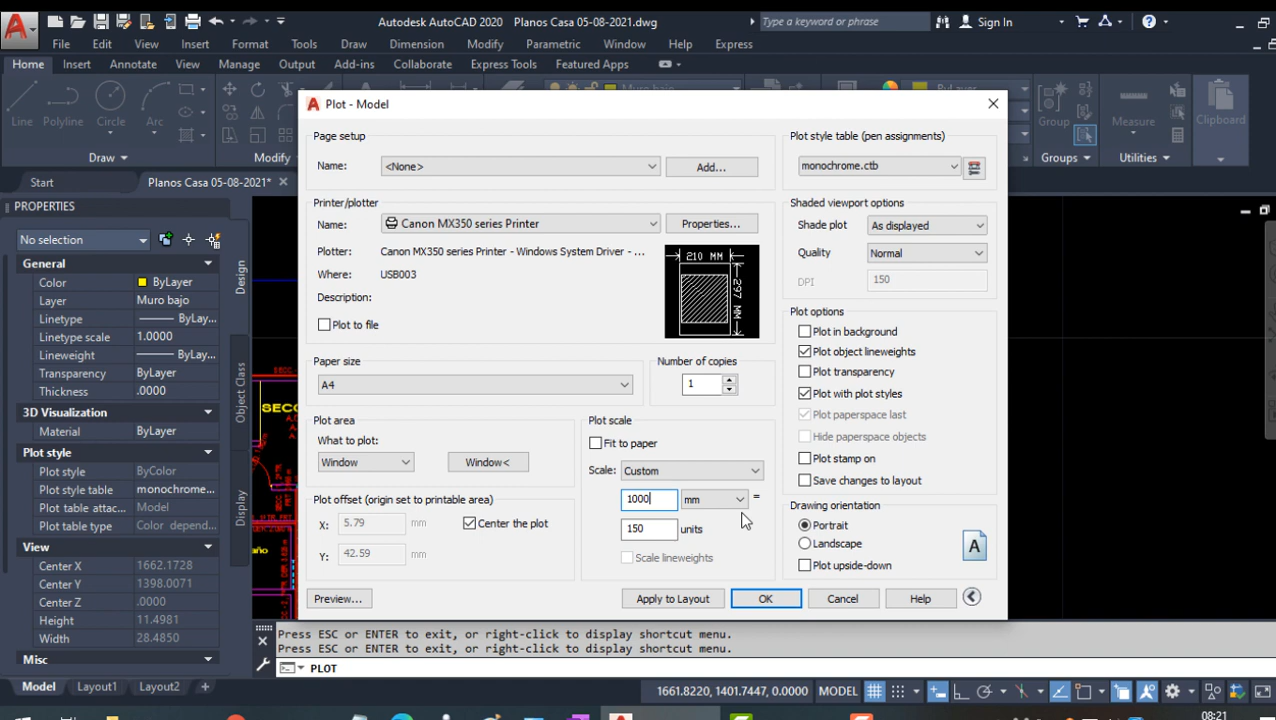 Autodesk AutoCAD 2020 Planos Casa 05-08-2021.dwg
Type a keyword or phrase
Sign In
File Edit View Insert Format Tools Draw Dimension Modify Parametric Window Help Express
Home Insert Annotate View Manage Output Add-ins Collaborate Express Tools Featured Apps
Line Polyline Circle Arc
Draw
Modify
Muro bajo
ByLayer
Group
Groups
Measure
Utilities
Clipboard
Start Planos Casa 05-08-2021*
PROPERTIES
No selection
General
Color ByLayer
Layer Muro bajo
Linetype ByLay...
Linetype scale 1.0000
Lineweight ByLay...
Transparency ByLayer
Thickness .0000
3D Visualization
Material ByLayer
Plot style
Plot style ByColor
Plot style table monochrome...
Plot table attac... Model
Plot table type Color depend...
View
Center X 1662.1728
Center Y 1398.0071
Center Z .0000
Height 11.4981
Width 28.4850
Misc
Design
Object Class
Display
Plot - Model
Page setup
Name: <None> Add...
Printer/plotter
Name: Canon MX350 series Printer Properties...
Plotter: Canon MX350 series Printer - Windows System Driver - ...
Where: USB003
Description:
Plot to file
210 MM
297 MM
Paper size
A4
Number of copies
1
Plot area
What to plot:
Window Window<
Plot offset (origin set to printable area)
X: 5.79 mm Center the plot
Y: 42.59 mm
Plot scale
Fit to paper
Scale: Custom
1000 mm =
150 units
Scale lineweights
Preview... Apply to Layout OK Cancel Help
Plot style table (pen assignments)
monochrome.ctb
Shaded viewport options
Shade plot As displayed
Quality Normal
DPI 150
Plot options
Plot in background
Plot object lineweights
Plot transparency
Plot with plot styles
Plot paperspace last
Hide paperspace objects
Plot stamp on
Save changes to layout
Drawing orientation
Portrait
Landscape
Plot upside-down
A
Press ESC or ENTER to exit, or right-click to display shortcut menu.
Press ESC or ENTER to exit, or right-click to display shortcut menu.
PLOT
Model Layout1 Layout2 +
1661.8220, 1401.7447, 0.0000 MODEL
08:21